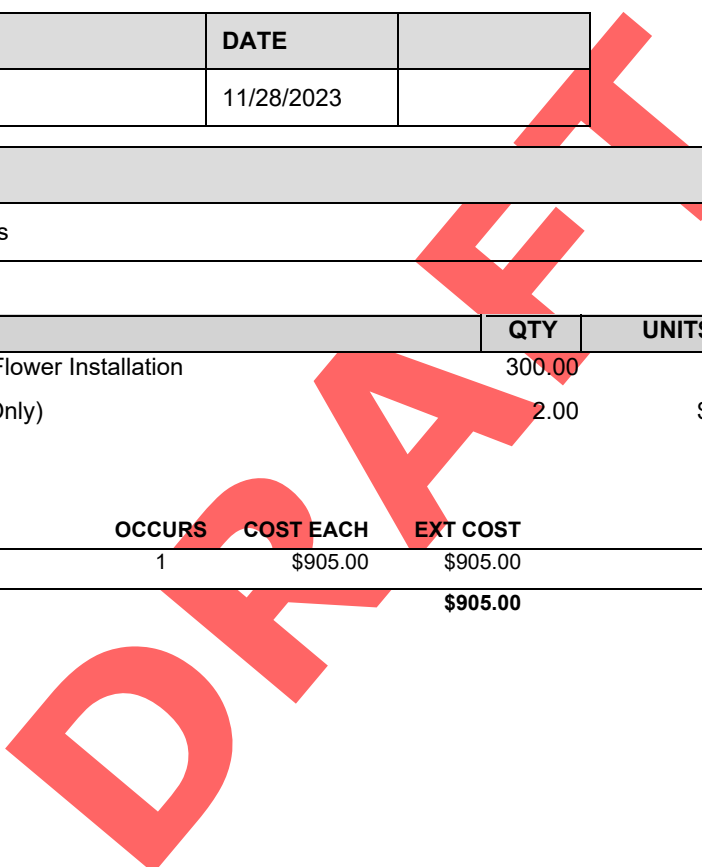 DATE
11/28/2023
s
QTY UNITS
Flower Installation 300.00
Only) 2.00 $
OCCURS COST EACH EXT COST
1 $905.00 $905.00
$905.00
DRAFT